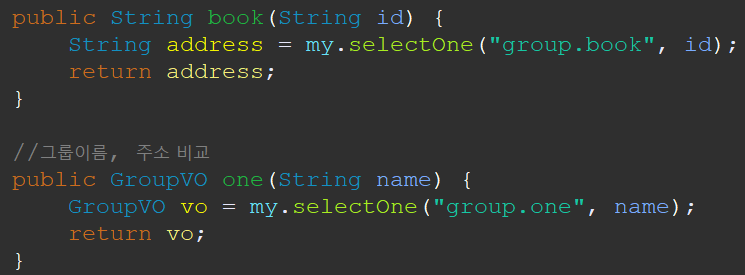 public String book(String id) {
    String address = my.selectOne("group.book", id);
    return address;
}

//그룹이름, 주소 비교
public GroupVO one(String name) {
    GroupVO vo = my.selectOne("group.one", name);
    return vo;
}